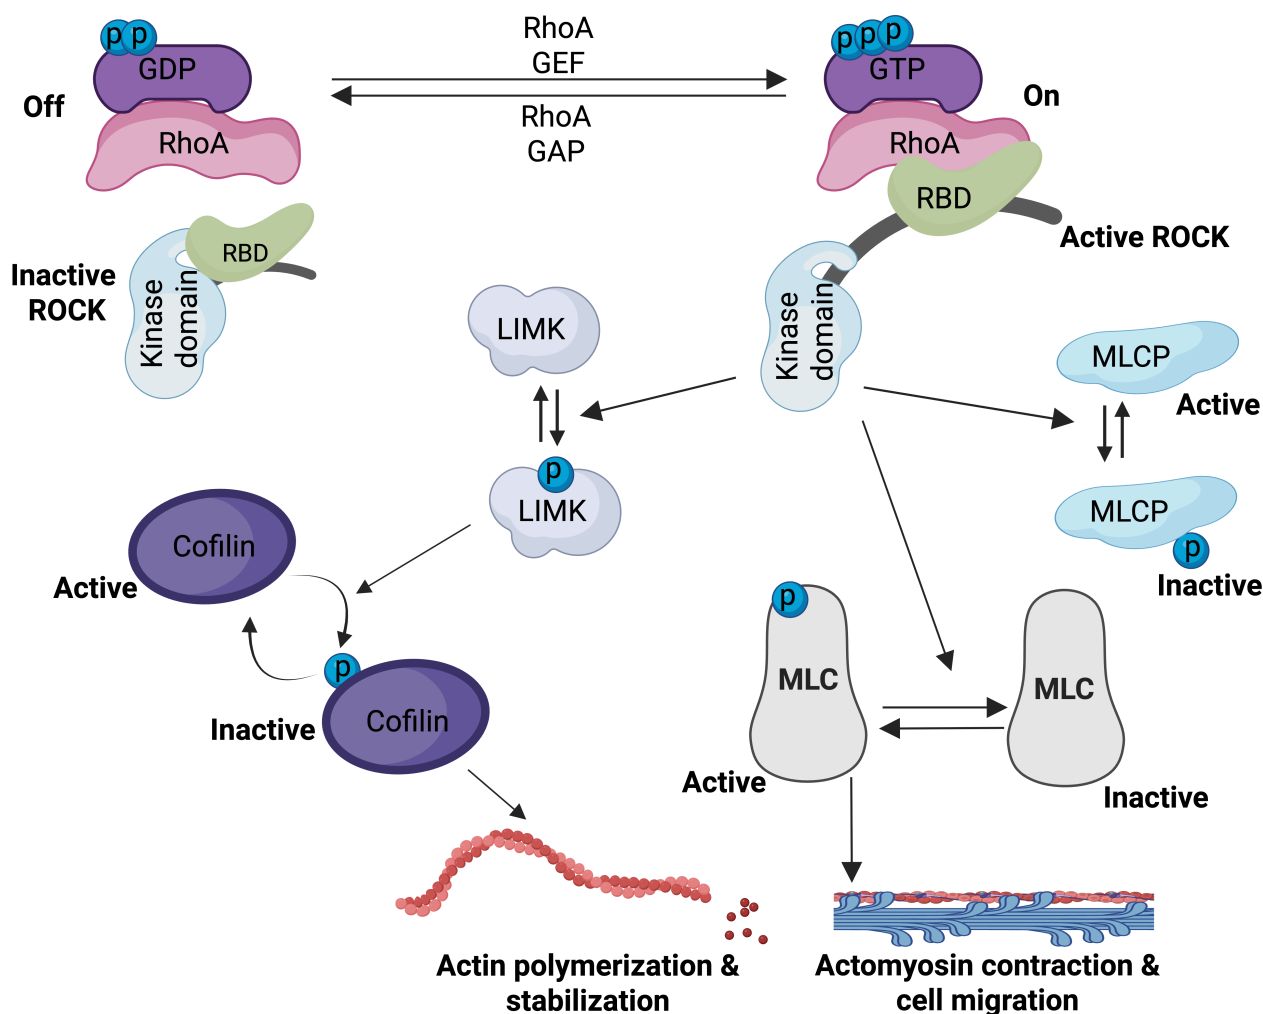 p p
GDP
Off
RhoA
RhoA
GEF
RhoA
GAP
p p p
GTP
On
RhoA
RBD
Active ROCK
Inactive
ROCK
RBD
Kinase
domain
Kinase
domain
LIMK
p
LIMK
MLCP
Active
MLCP
p
Inactive
Cofilin
Active
p
Cofilin
Inactive
p
MLC
Active
MLC
Inactive
Actin polymerization &
stabilization
Actomyosin contraction &
cell migration